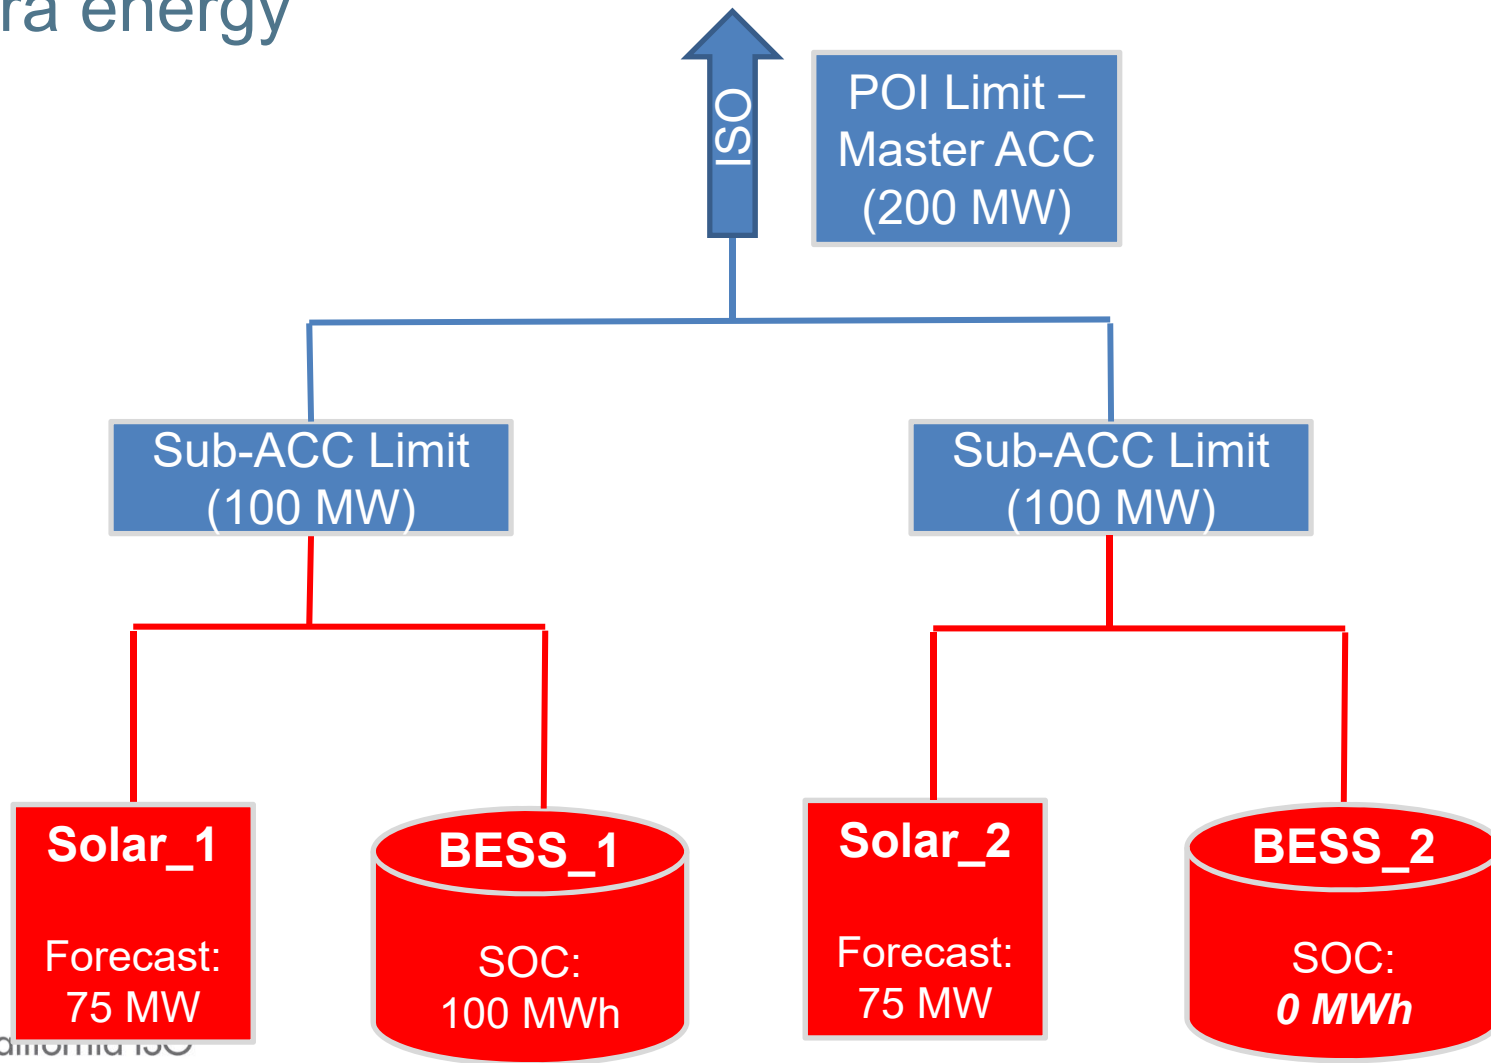 energy
ISO
POI Limit –
Master ACC
(200 MW)
Sub-ACC Limit
(100 MW)
Sub-ACC Limit
(100 MW)
Solar_1
Forecast:
75 MW
BESS_1
SOC:
100 MWh
Solar_2
Forecast:
75 MW
BESS_2
SOC:
0 MWh